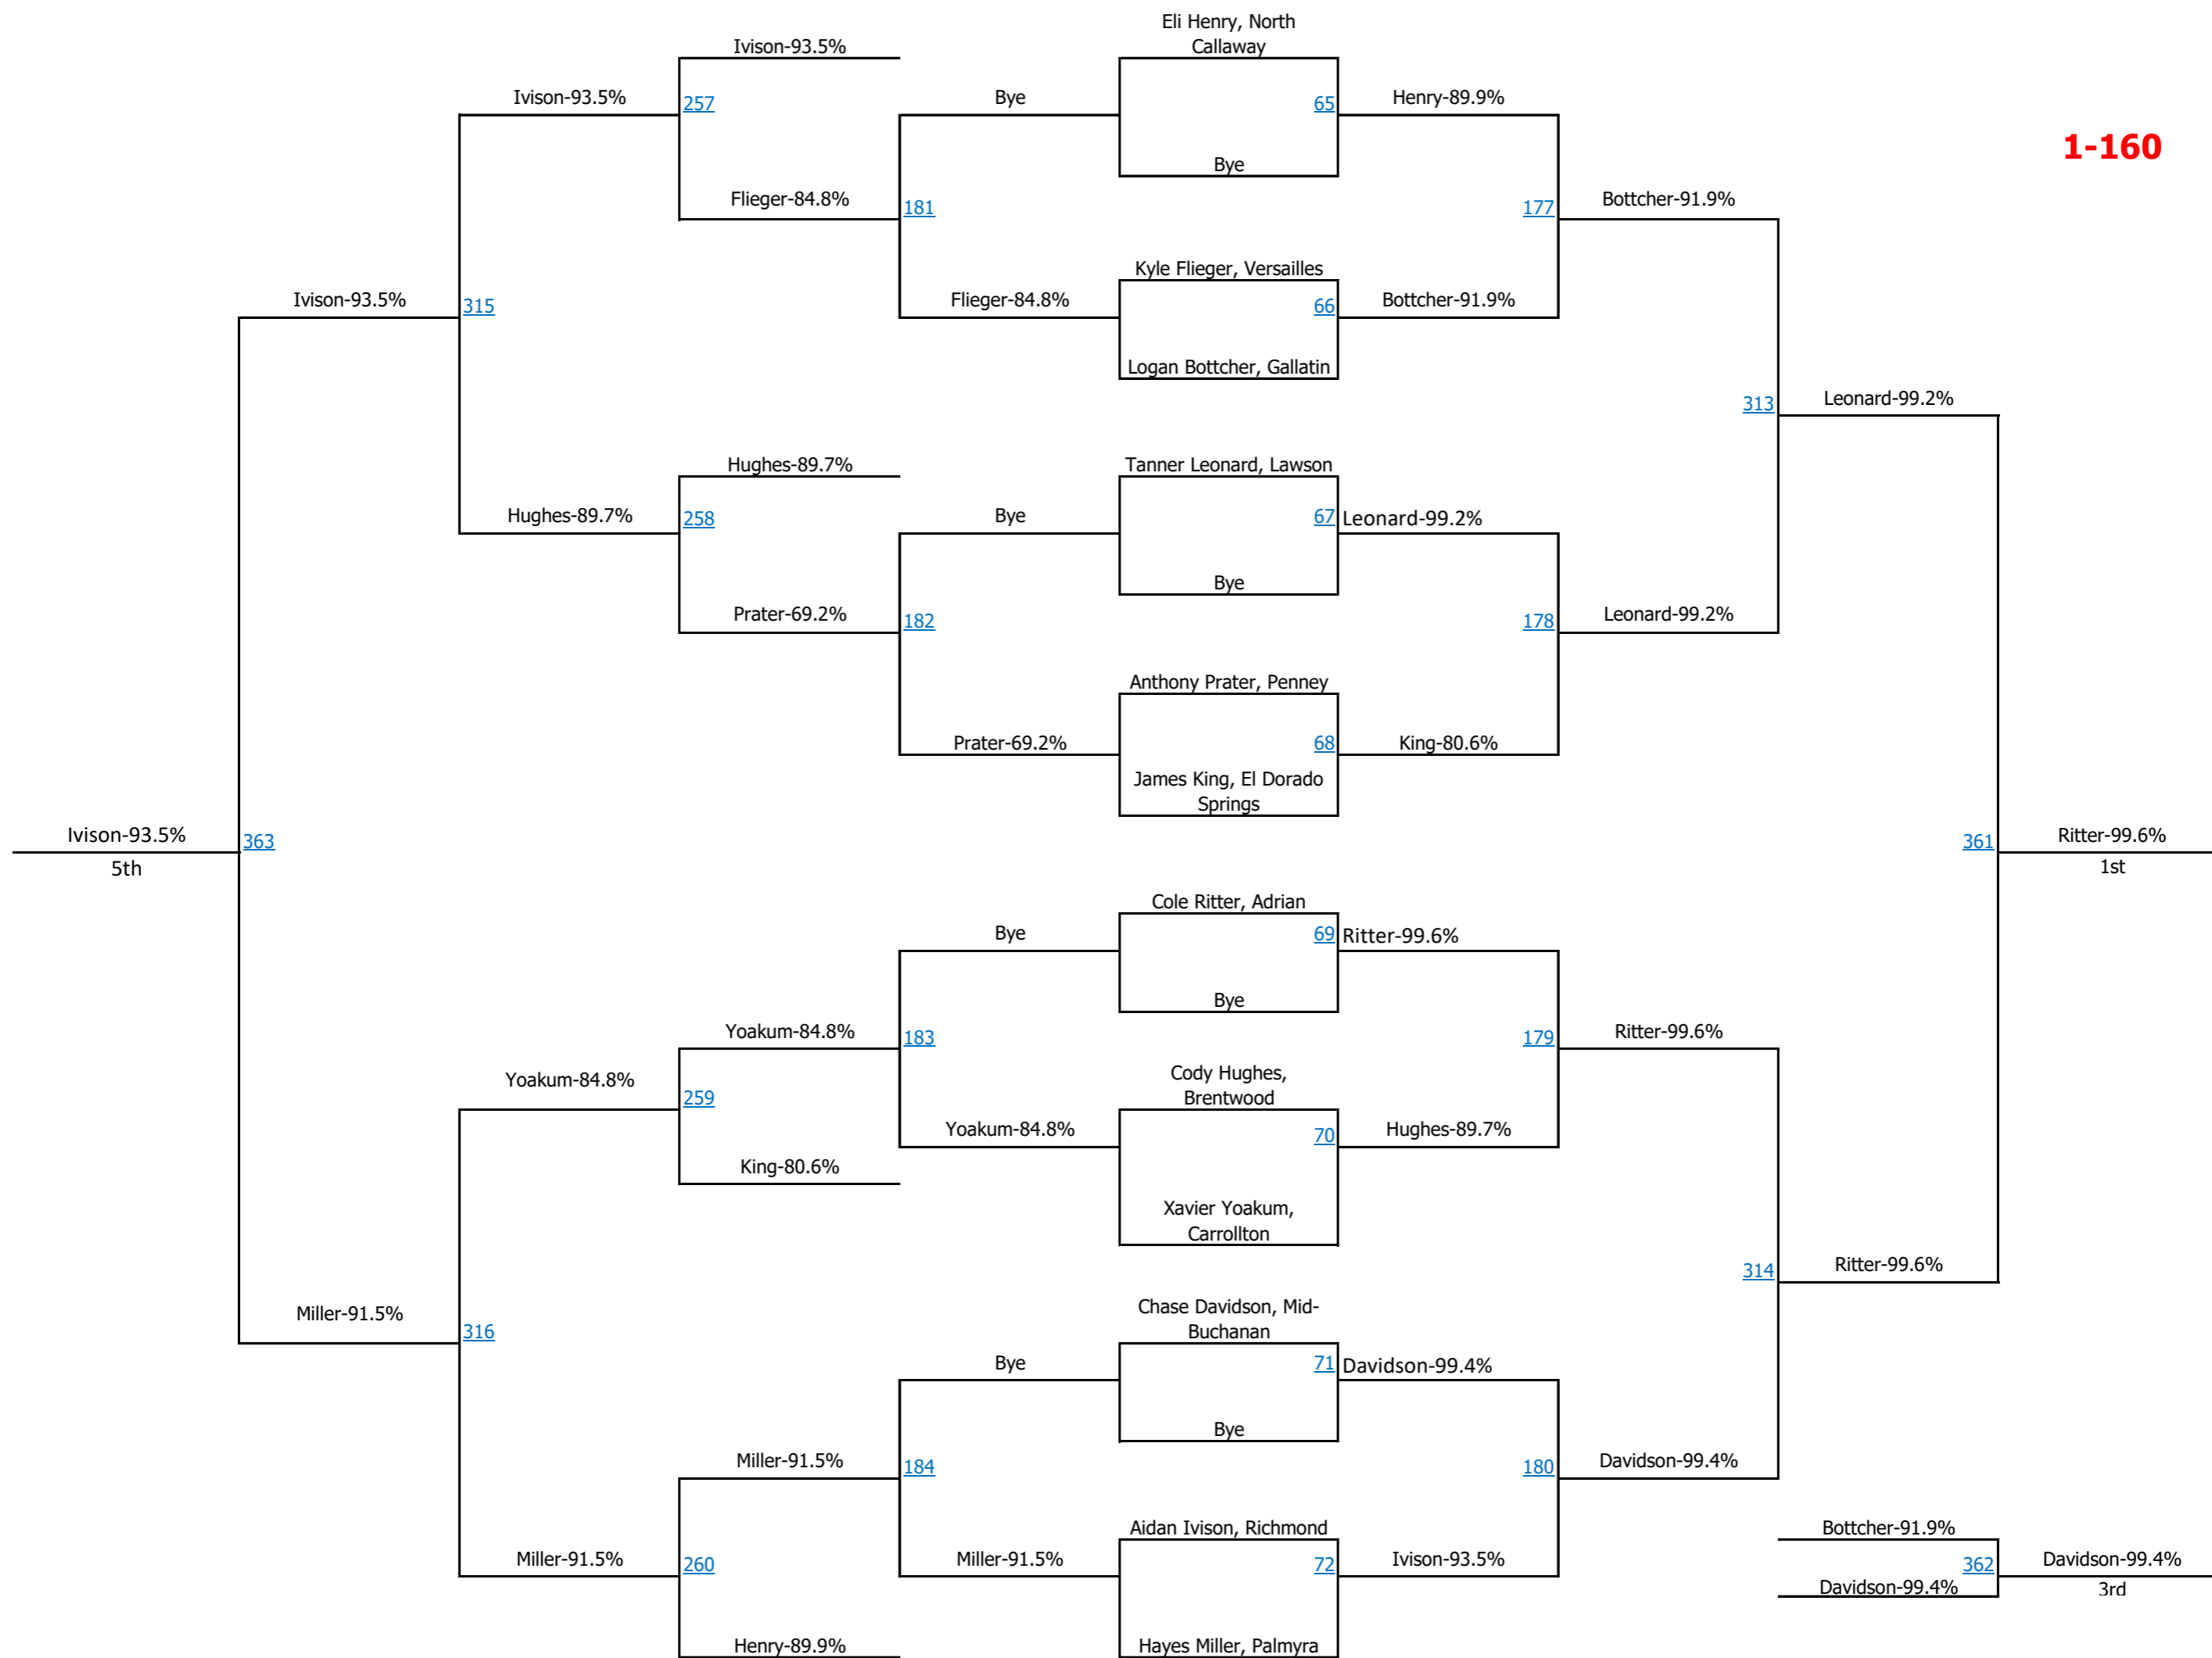 Eli Henry, North
Callaway
Ivison-93.5%
Ivison-93.5%
257
Bye
65
Henry-89.9%
1-160
Bye
Flieger-84.8%
181
177
Bottcher-91.9%
Kyle Flieger, Versailles
Ivison-93.5%
315
Flieger-84.8%
66
Bottcher-91.9%
Logan Bottcher, Gallatin
313
Leonard-99.2%
Hughes-89.7%
Tanner Leonard, Lawson
Hughes-89.7%
258
Bye
67
Leonard-99.2%
Bye
Prater-69.2%
182
178
Leonard-99.2%
Anthony Prater, Penney
Prater-69.2%
68
King-80.6%
James King, El Dorado
Springs
Ivison-93.5%
363
361
Ritter-99.6%
5th
1st
Cole Ritter, Adrian
Bye
69
Ritter-99.6%
Bye
Yoakum-84.8%
183
179
Ritter-99.6%
Cody Hughes,
Brentwood
Yoakum-84.8%
259
Yoakum-84.8%
70
Hughes-89.7%
King-80.6%
Xavier Yoakum,
Carrollton
314
Ritter-99.6%
Chase Davidson, Mid-
Buchanan
Miller-91.5%
316
Bye
71
Davidson-99.4%
Bye
Miller-91.5%
184
180
Davidson-99.4%
Aidan Ivison, Richmond
Bottcher-91.9%
Miller-91.5%
260
Miller-91.5%
72
Ivison-93.5%
362
Davidson-99.4%
Davidson-99.4%
3rd
Henry-89.9%
Hayes Miller, Palmyra